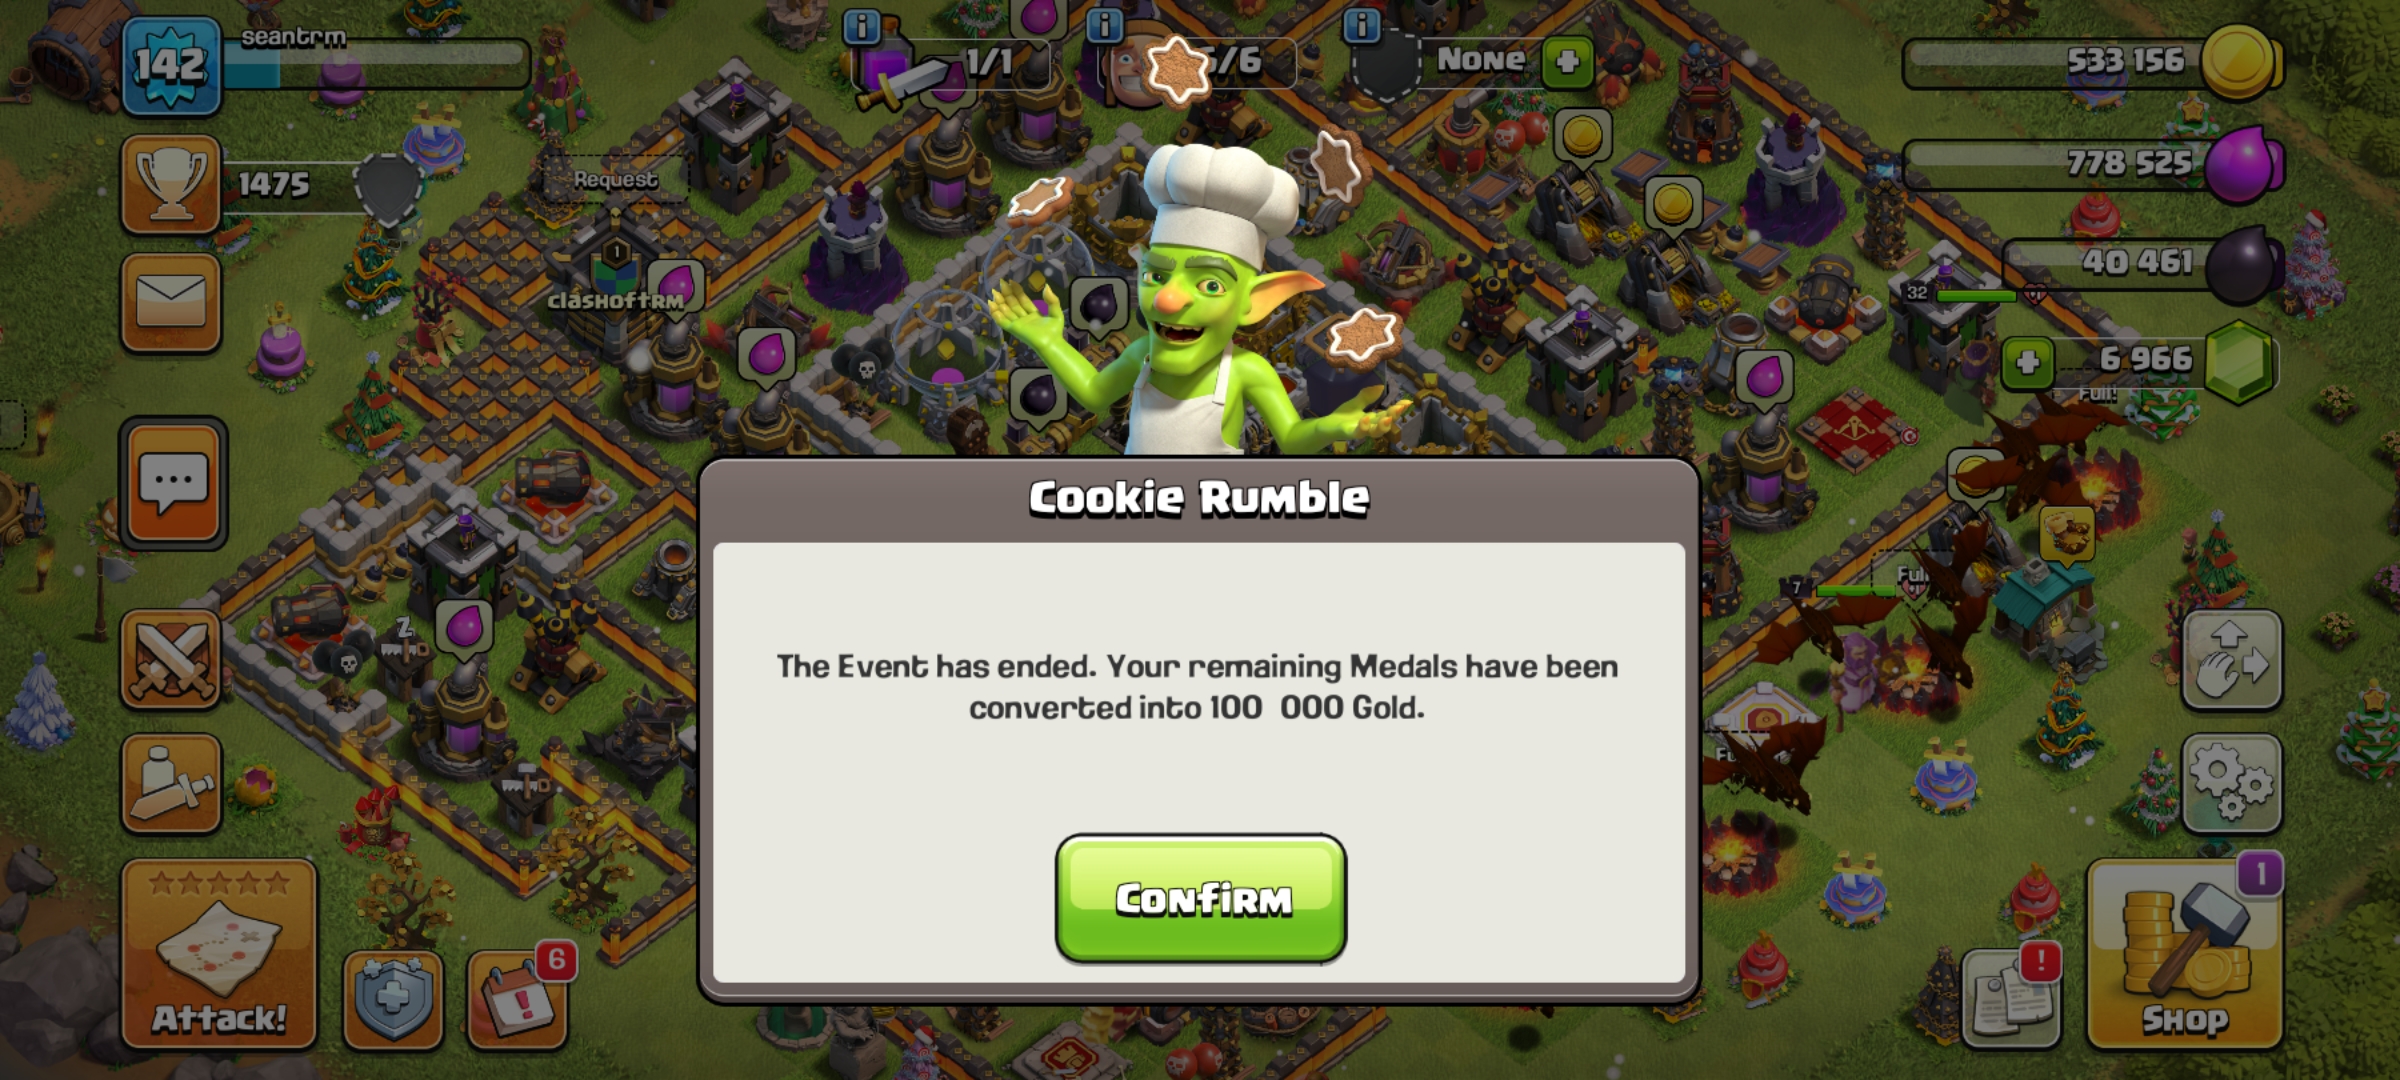 142
seantrm
1/1
/6
None
533 156
1475
Request
778 525
1
clashoftrm
40 461
32
6 966
Full!
Cookie Rumble
The Event has ended. Your remaining Medals have been
converted into 100 000 Gold.
Confirm
7
Z
Attack!
6
!
1
Shop